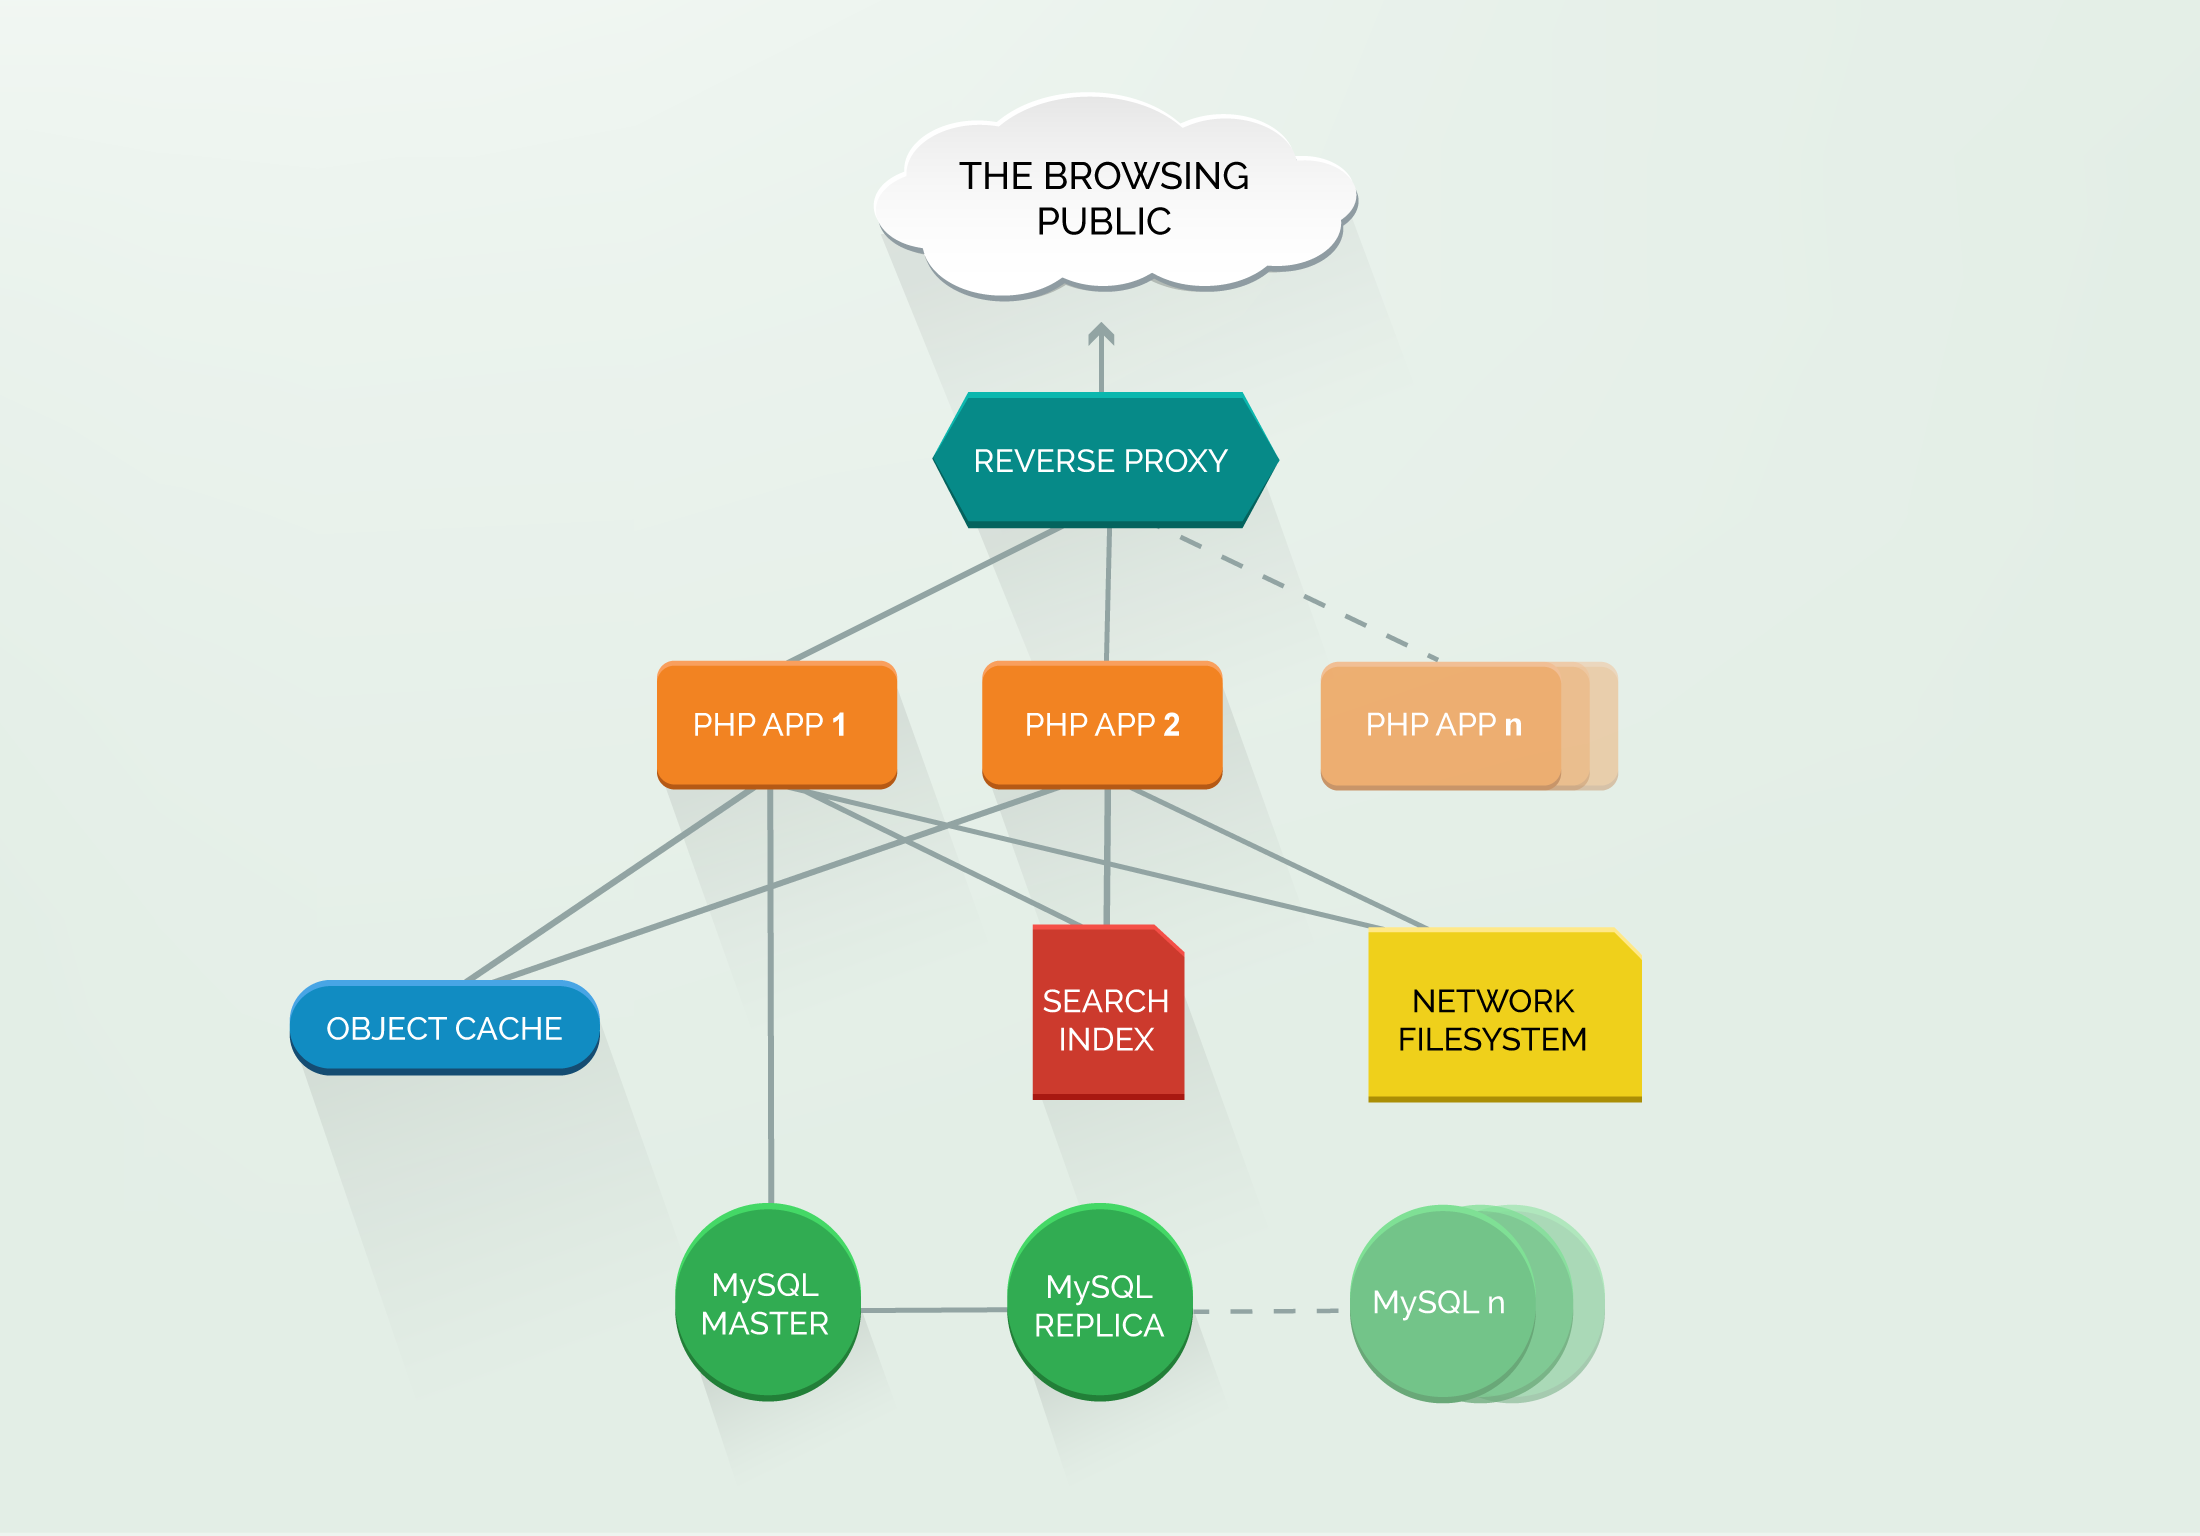 THE BROWSING
PUBLIC
REVERSE PROXY
PHP APP 1
PHP APP 2
PHP APP n
OBJECT CACHE
SEARCH
INDEX
NETWORK
FILESYSTEM
MySQL
MASTER
MySQL
REPLICA
MySQL n